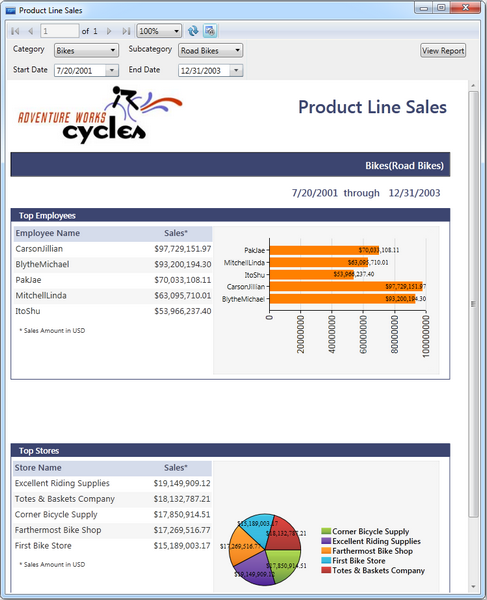 Product Line Sales
1 of 1 100%
Category Bikes Subcategory Road Bikes View Report
Start Date 7/20/2001 End Date 12/31/2003
ADVENTURE WORKS
cycles
Product Line Sales
Bikes(Road Bikes)
7/20/2001 through 12/31/2003
Top Employees
Employee Name Sales*
CarsonJillian $97,729,151.97
BlytheMichael $93,200,194.30
PakJae $70,033,108.11
MitchellLinda $63,095,710.01
ItoShu $53,966,237.40
* Sales Amount in USD
PakJae $70,033,108.11
MitchellLinda $63,095,710.01
ItoShu $53,966,237.40
CarsonJillian $97,729,151.97
BlytheMichael $93,200,194.30
0 20000000 40000000 60000000 80000000 100000000
Top Stores
Store Name Sales*
Excellent Riding Supplies $19,149,909.12
Totes & Baskets Company $18,132,787.21
Corner Bicycle Supply $17,850,914.51
Farthermost Bike Shop $17,269,516.77
First Bike Store $15,189,003.17
* Sales Amount in USD
$15,189,003.17
$18,132,787.21
$17,269,516.77
$17,850,914.51
$19,149,909.12
Corner Bicycle Supply
Excellent Riding Supplies
Farthermost Bike Shop
First Bike Store
Totes & Baskets Company